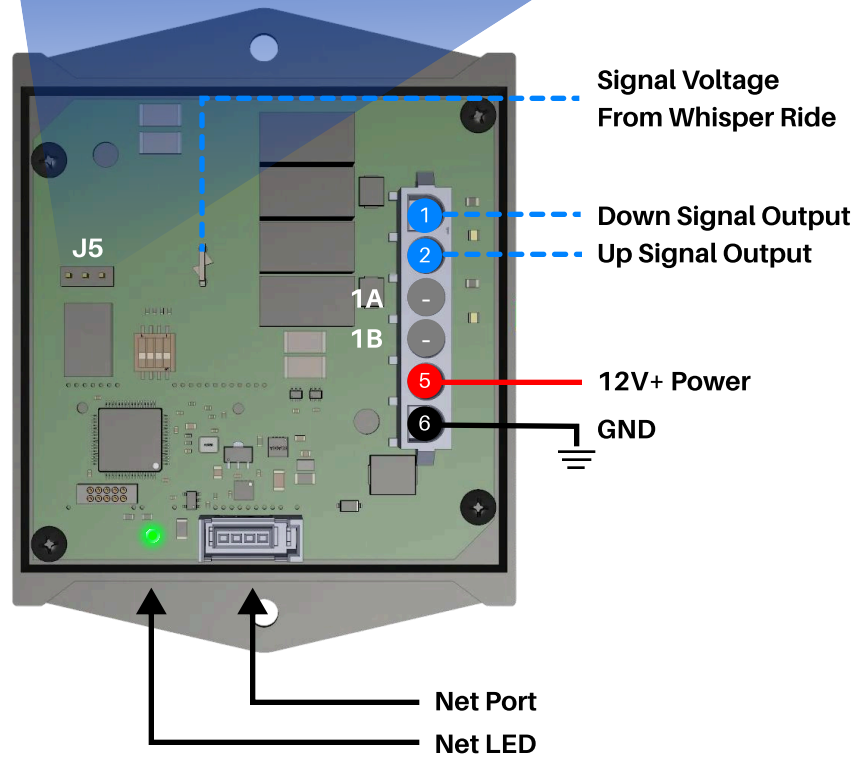 Signal Voltage
From Whisper Ride
1
Down Signal Output
2
Up Signal Output
J5
1A
-
1B
-
5
12V+ Power
6
GND
Net Port
Net LED